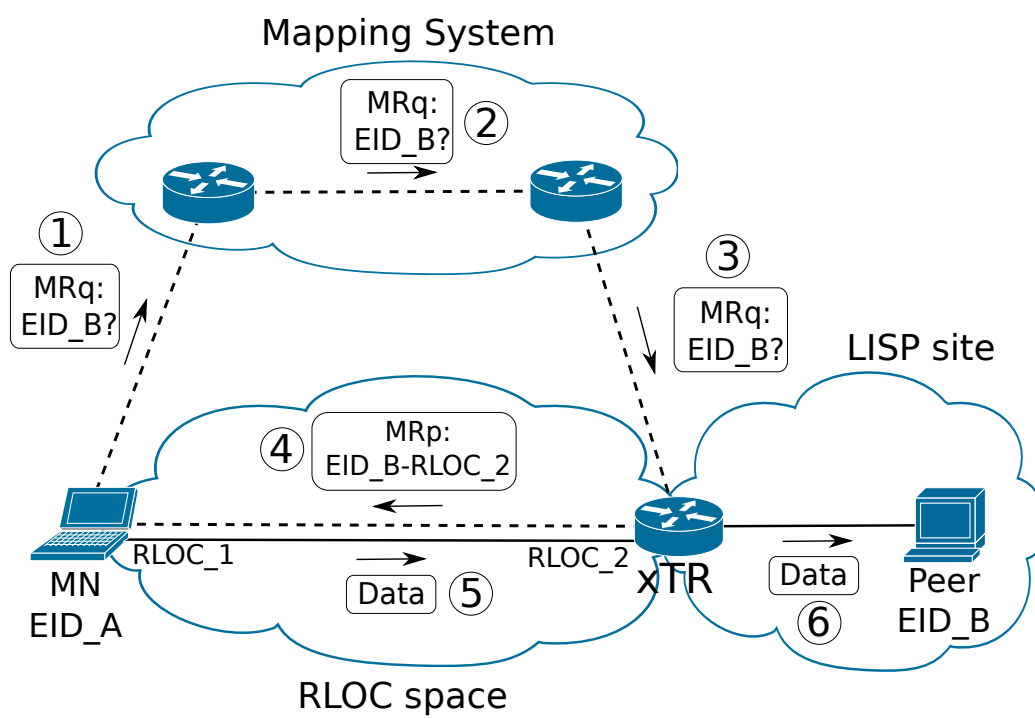 Mapping System
MRq:
EID_B?
2
1
MRq:
EID_B?
3
MRq:
EID_B?
LISP site
4
MRp:
EID_B-RLOC_2
RLOC_1
RLOC_2
MN
EID_A
Data
5
xTR
Data
6
Peer
EID_B
RLOC space